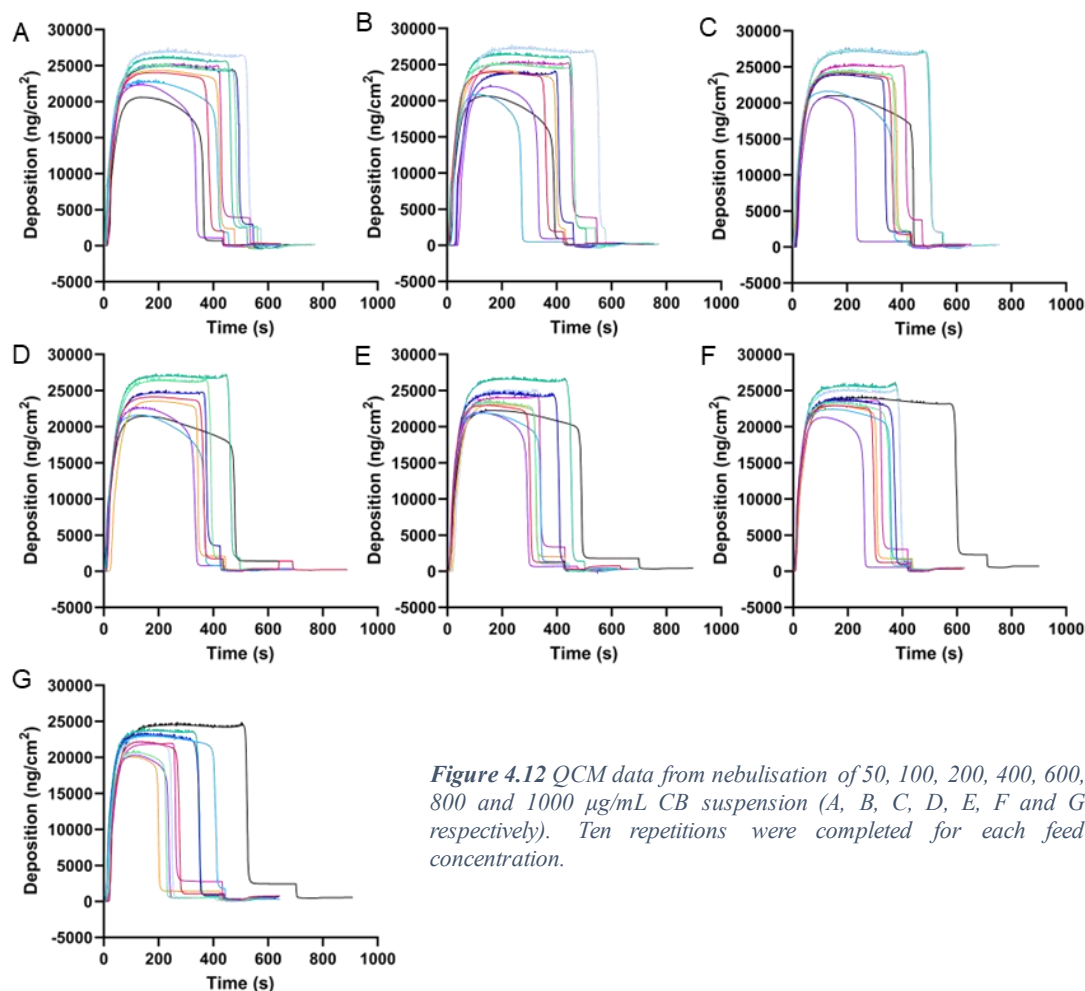 A
B
C
30000
25000
20000
15000
10000
5000
0
-5000
0 200 400 600 800 1000
Deposition (ng/cm²)
Time (s)
30000
25000
20000
15000
10000
5000
0
-5000
0 200 400 600 800 1000
Deposition (ng/cm²)
Time (s)
30000
25000
20000
15000
10000
5000
0
-5000
0 200 400 600 800 1000
Deposition (ng/cm²)
Time (s)
D
E
F
30000
25000
20000
15000
10000
5000
0
-5000
0 200 400 600 800 1000
Deposition (ng/cm²)
Time (s)
30000
25000
20000
15000
10000
5000
0
-5000
0 200 400 600 800 1000
Deposition (ng/cm²)
Time (s)
30000
25000
20000
15000
10000
5000
0
-5000
0 200 400 600 800 1000
Deposition (ng/cm²)
Time (s)
G
30000
25000
20000
15000
10000
5000
0
-5000
0 200 400 600 800 1000
Deposition (ng/cm²)
Time (s)
Figure 4.12 QCM data from nebulisation of 50, 100, 200, 400, 600,
800 and 1000 µg/mL CB suspension (A, B, C, D, E, F and G
respectively). Ten repetitions were completed for each feed
concentration.